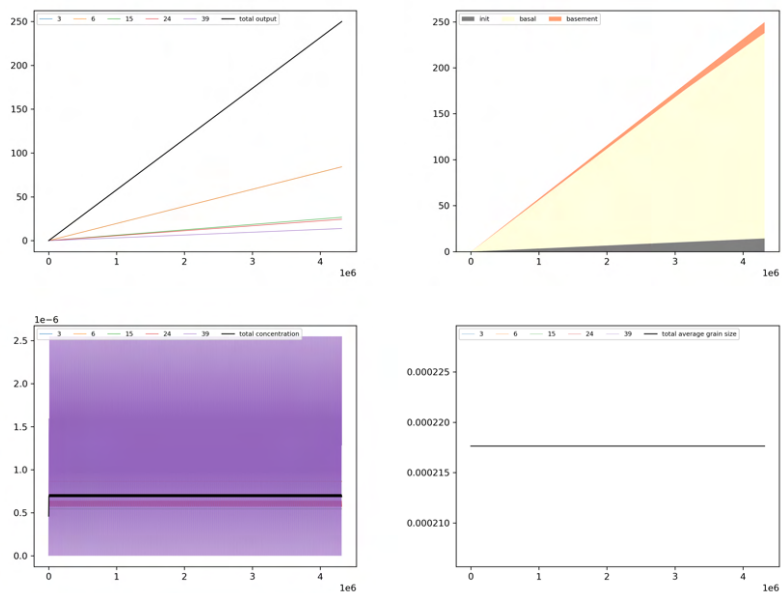 3 6 15 24 39 total output
250
200
150
100
50
0
0 1 2 3 4
1e6
init basal basement
250
200
150
100
50
0
0 1 2 3 4
1e6
1e−6
3 6 15 24 39 total concentration
2.5
2.0
1.5
1.0
0.5
0.0
0 1 2 3 4
1e6
3 6 15 24 39 total average grain size
0.000225
0.000220
0.000215
0.000210
0 1 2 3 4
1e6